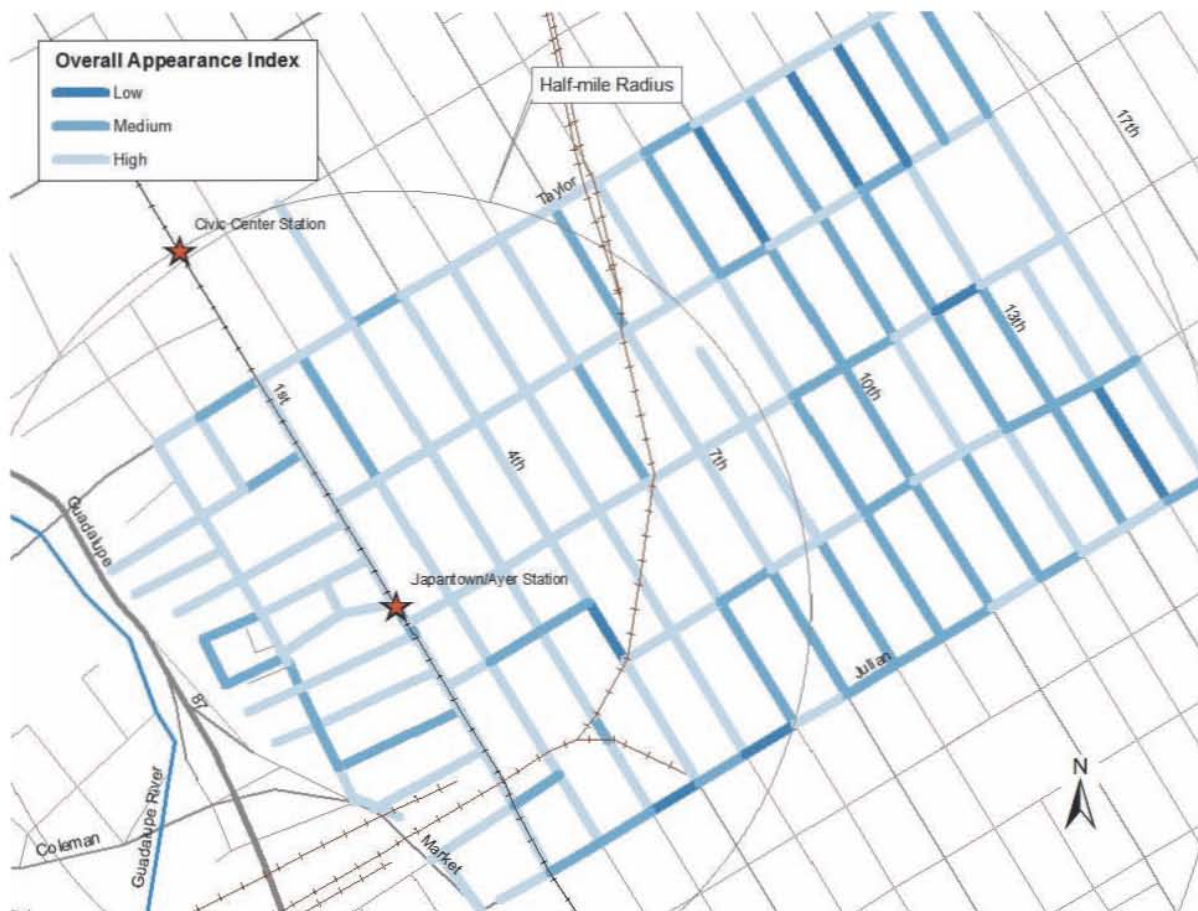 Overall Appearance Index
Low
Medium
High
Half-mile Radius
17th
Taylor
Civic Center Station
1st
13th
10th
4th
7th
Guadalupe
Japantown/Ayer Station
Julian
87
N
Coleman
Guadalupe River
Market